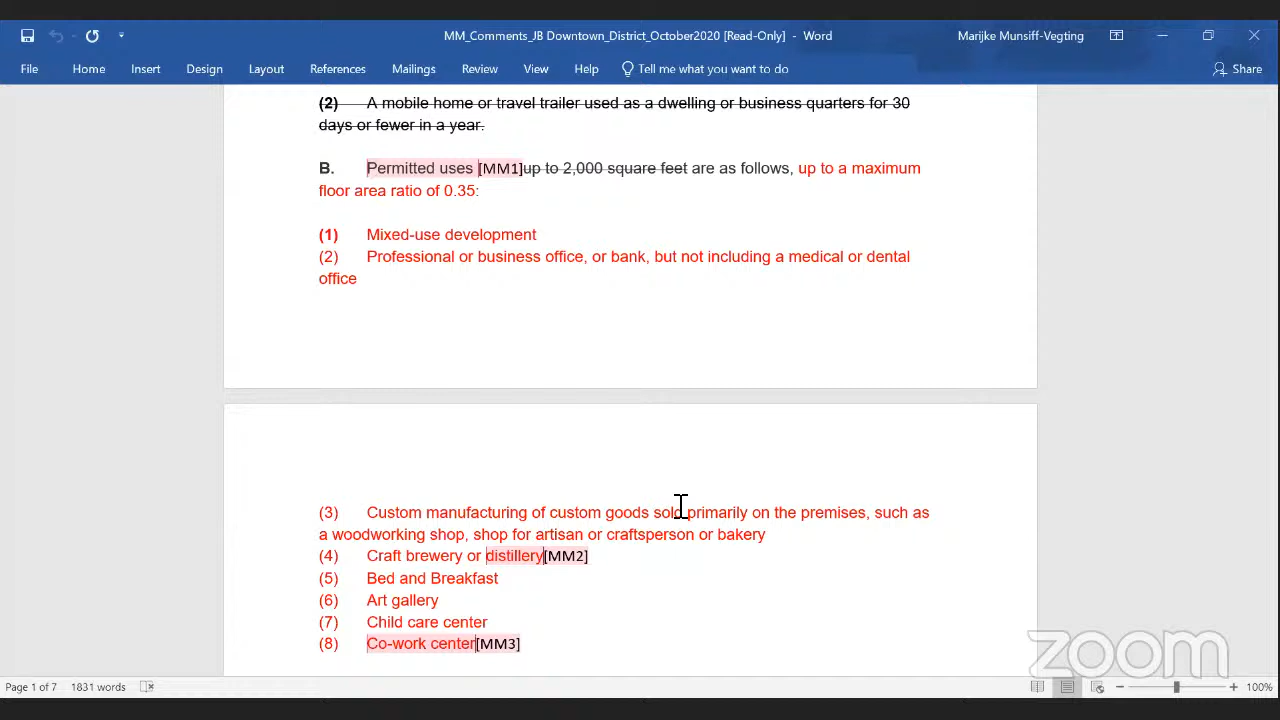 MM_Comments_JB Downtown_District_October2020 [Read-Only] - Word
Marijke Munsiff-Vegting
File Home Insert Design Layout References Mailings Review View Help Tell me what you want to do Share
(2) A mobile home or travel trailer used as a dwelling or business quarters for 30
days or fewer in a year.
B. Permitted uses [MM1]up to 2,000 square feet are as follows, up to a maximum
floor area ratio of 0.35:
(1) Mixed-use development
(2) Professional or business office, or bank, but not including a medical or dental
office
(3) Custom manufacturing of custom goods sold primarily on the premises, such as
a woodworking shop, shop for artisan or craftsperson or bakery
(4) Craft brewery or distillery[MM2]
(5) Bed and Breakfast
(6) Art gallery
(7) Child care center
(8) Co-work center[MM3]
zoom
Page 1 of 7 1831 words 100%